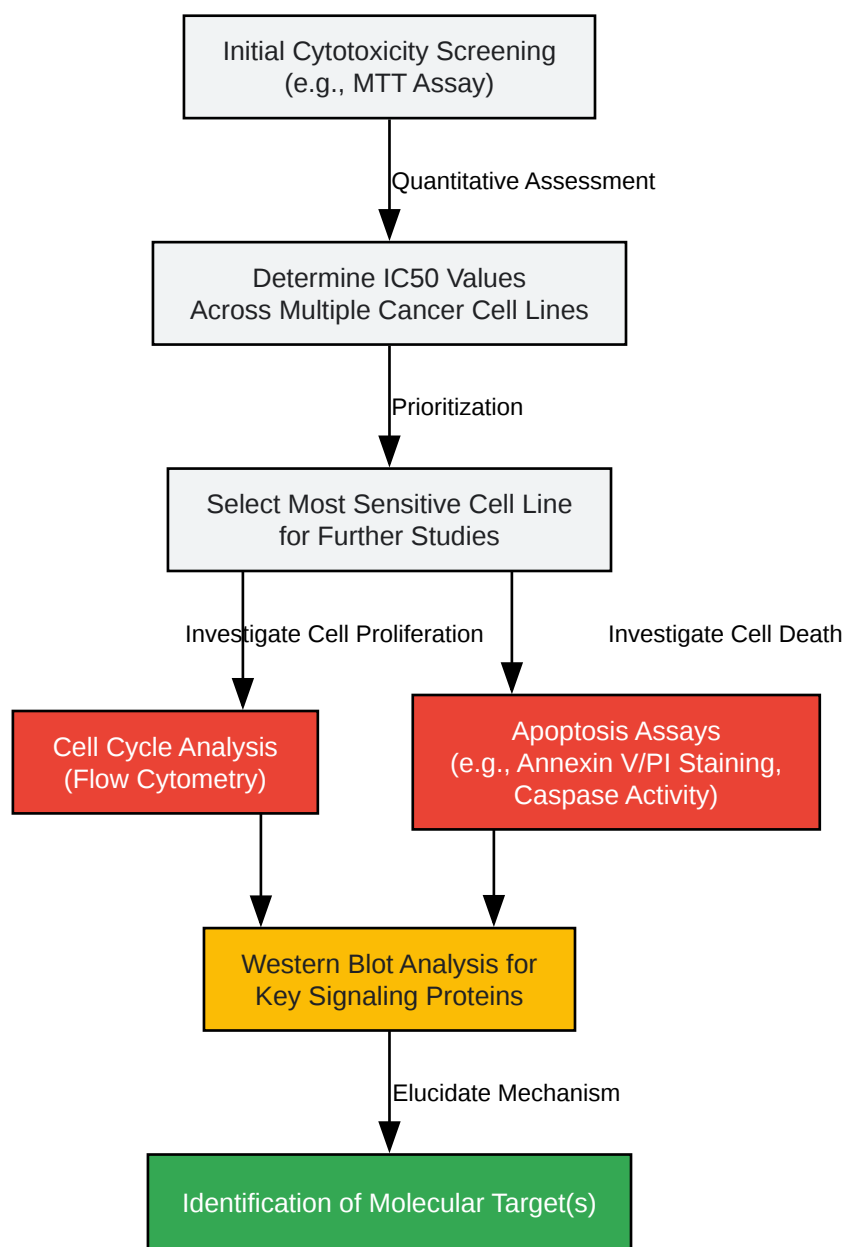 Initial Cytotoxicity Screening
(e.g., MTT Assay)
Quantitative Assessment
Determine IC50 Values
Across Multiple Cancer Cell Lines
Prioritization
Select Most Sensitive Cell Line
for Further Studies
Investigate Cell Proliferation
Investigate Cell Death
Cell Cycle Analysis
(Flow Cytometry)
Apoptosis Assays
(e.g., Annexin V/PI Staining,
Caspase Activity)
Western Blot Analysis for
Key Signaling Proteins
Elucidate Mechanism
Identification of Molecular Target(s)